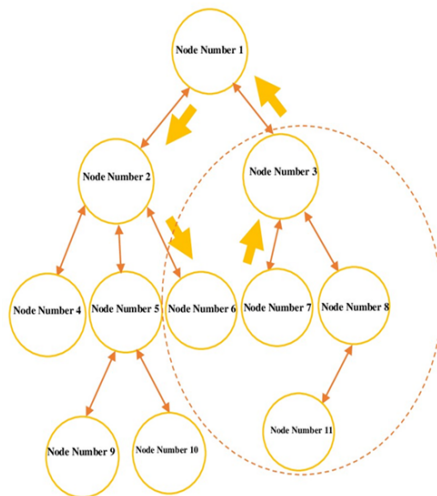 Node Number 1
Node Number 2
Node Number 3
Node Number 4
Node Number 5
Node Number 6
Node Number 7
Node Number 8
Node Number 9
Node Number 10
Node Number 11